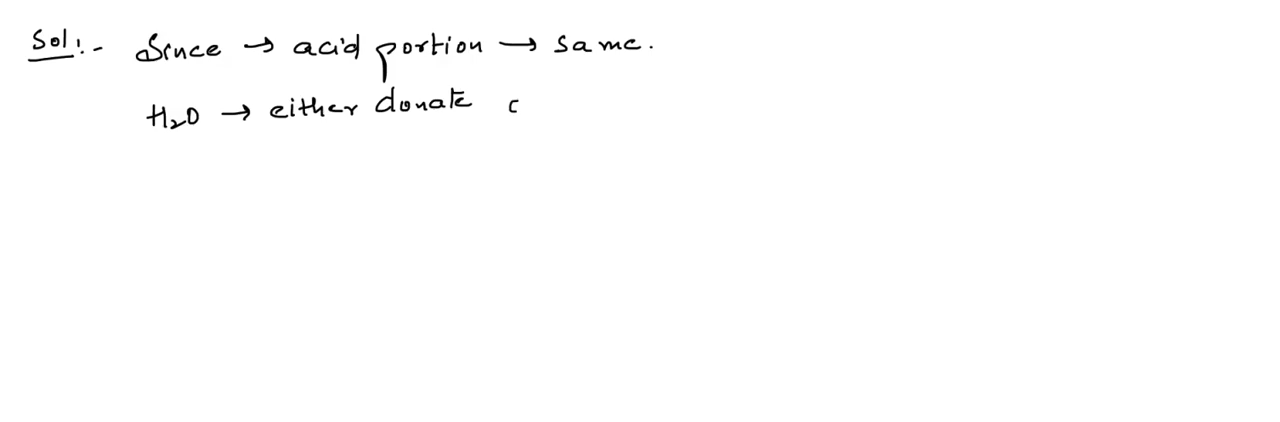 Sol:- Since → acid portion → same.
H₂O → either donate